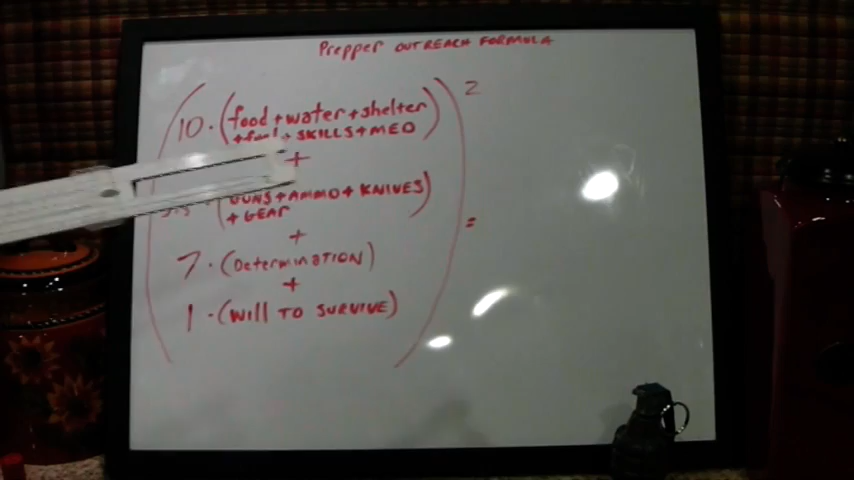 Prepper OUTREACH FORMULA
2
10 · (food + water + shelter
+ fuel + SKILLS + MED)
+
(GUNS + AMMO + KNIVES)
+ GEAR
+
7 · (DeterminATION)
+
1 · (Will TO SURVIVE)
=